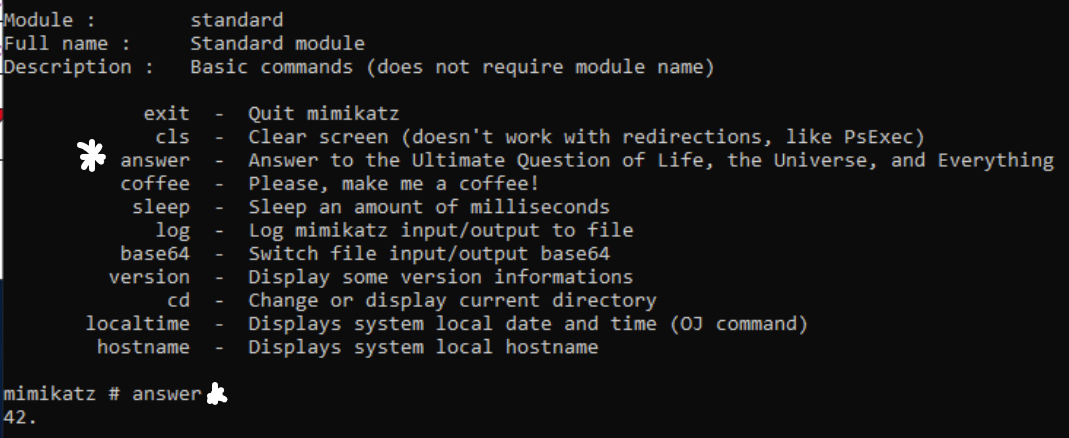 Module : standard
Full name : Standard module
Description : Basic commands (does not require module name)
exit - Quit mimikatz
cls - Clear screen (doesn't work with redirections, like PsExec)
answer - Answer to the Ultimate Question of Life, the Universe, and Everything
coffee - Please, make me a coffee!
sleep - Sleep an amount of milliseconds
log - Log mimikatz input/output to file
base64 - Switch file input/output base64
version - Display some version informations
cd - Change or display current directory
localtime - Displays system local date and time (OJ command)
hostname - Displays system local hostname
mimikatz # answer
42.